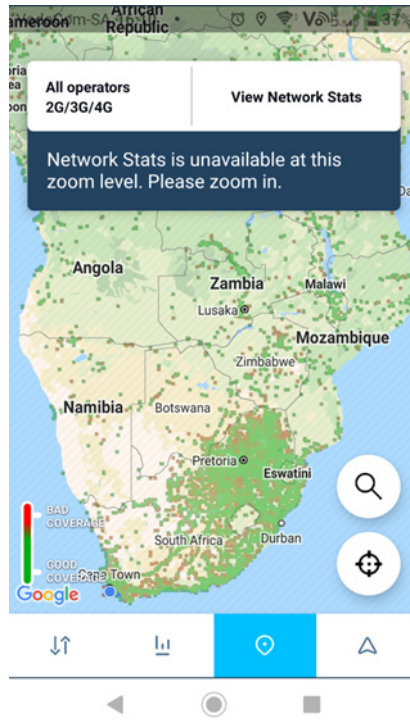 African
Republic
37%
All operators
2G/3G/4G
View Network Stats
Network Stats is unavailable at this
zoom level. Please zoom in.
Angola
Zambia
Malawi
Lusaka
Mozambique
Zimbabwe
Namibia
Botswana
Pretoria
Eswatini
BAD
COVERAGE
South Africa
Durban
GOOD
COVERAGE
Cape Town
Google